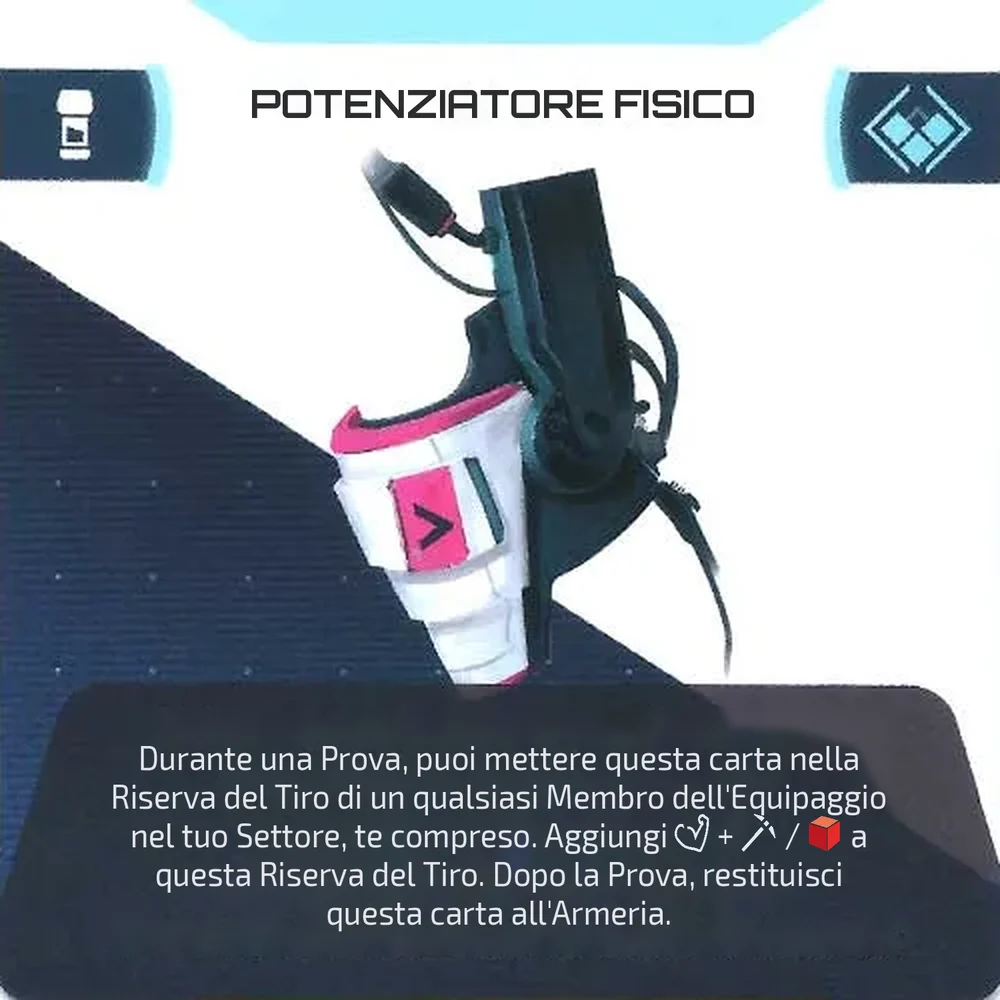 POTENZIATORE FISICO
Durante una Prova, puoi mettere questa carta nella
Riserva del Tiro di un qualsiasi Membro dell'Equipaggio
nel tuo Settore, te compreso. Aggiungi + / a
questa Riserva del Tiro. Dopo la Prova, restituisci
questa carta all'Armeria.